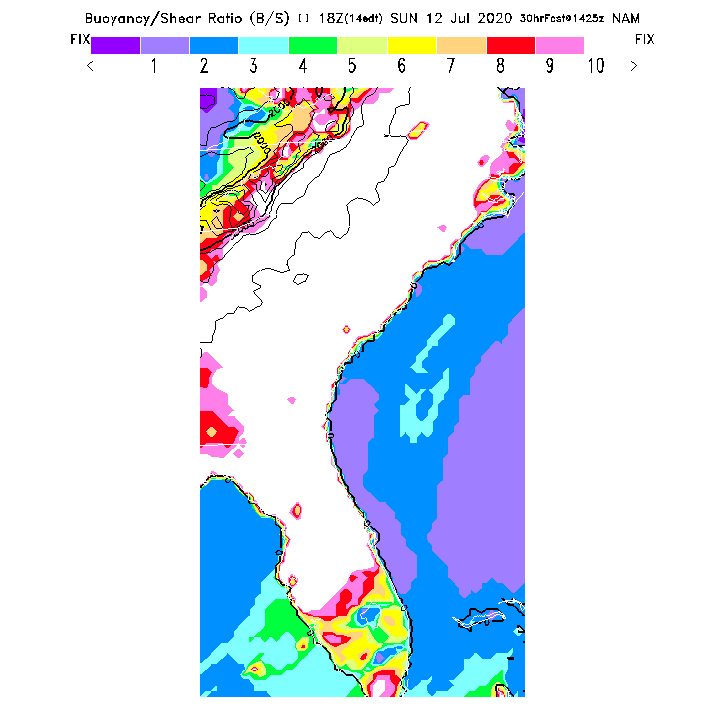 Buoyancy/Shear Ratio (B/S) [] 18Z(14edt) SUN 12 Jul 2020 30hrFcst@1425z NAM
FIX FIX
< 1 2 3 4 5 6 7 8 9 10 >
2000